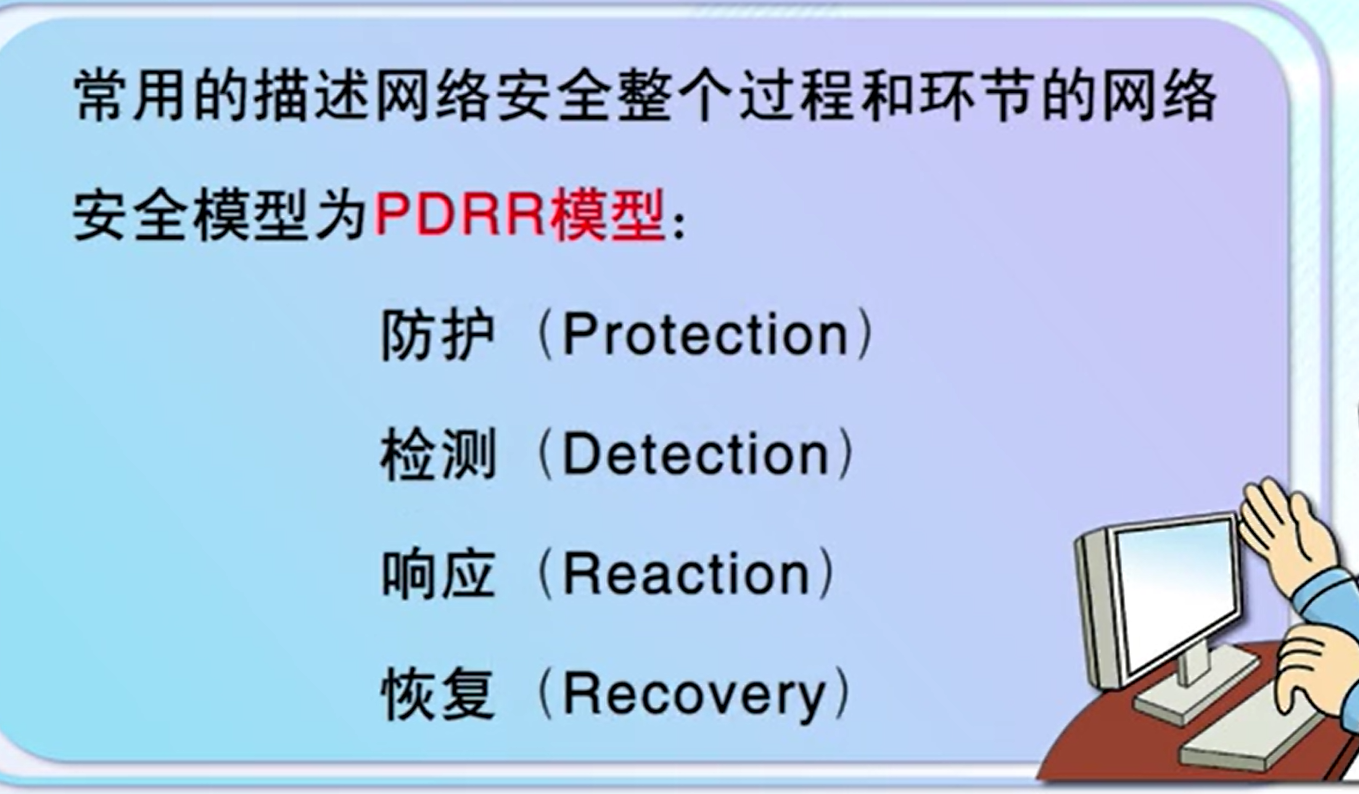 常用的描述网络安全整个过程和环节的网络
安全模型为PDRR模型：
防护（Protection）
检测（Detection）
响应（Reaction）
恢复（Recovery）